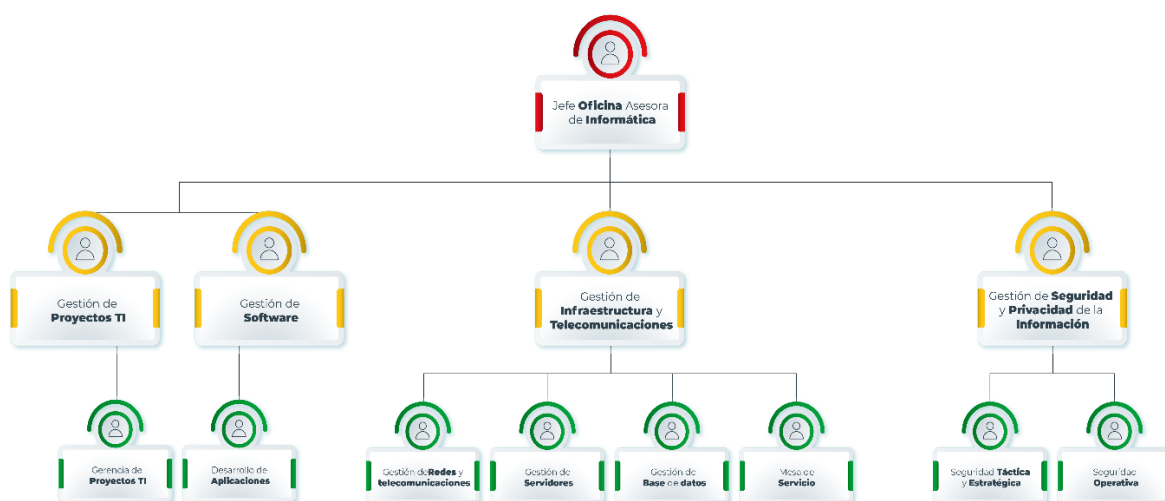 Jefe Oficina Asesora
de Informática
Gestión de
Proyectos TI
Gestión de
Software
Gestión de
Infraestructura y
Telecomunicaciones
Gestión de Seguridad
y Privacidad de la
Información
Gerencia de
Proyectos TI
Desarrollo de
Aplicaciones
Gestión de Redes y
telecomunicaciones
Gestión de
Servidores
Gestión de
Base de datos
Mesa de
Servicio
Seguridad Táctica
y Estratégica
Seguridad
Operativa